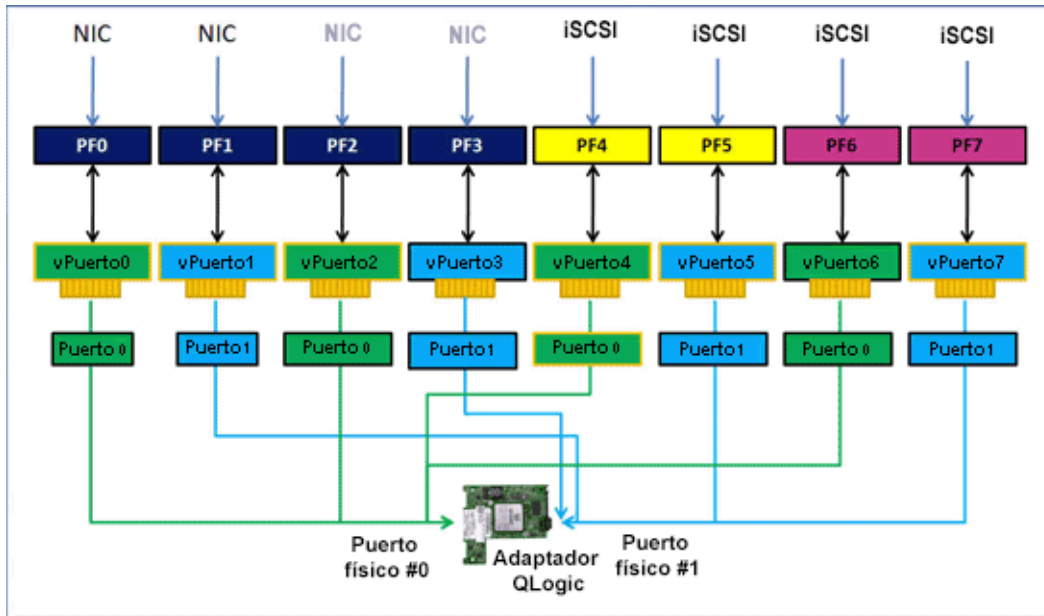 NIC NIC NIC NIC iSCSI iSCSI iSCSI iSCSI
PF0 PF1 PF2 PF3 PF4 PF5 PF6 PF7
vPuerto0 vPuerto1 vPuerto2 vPuerto3 vPuerto4 vPuerto5 vPuerto6 vPuerto7
Puerto 0 Puerto1 Puerto 0 Puerto1 Puerto 0 Puerto1 Puerto 0 Puerto1
Puerto
físico #0
Adaptador
QLogic
Puerto
físico #1